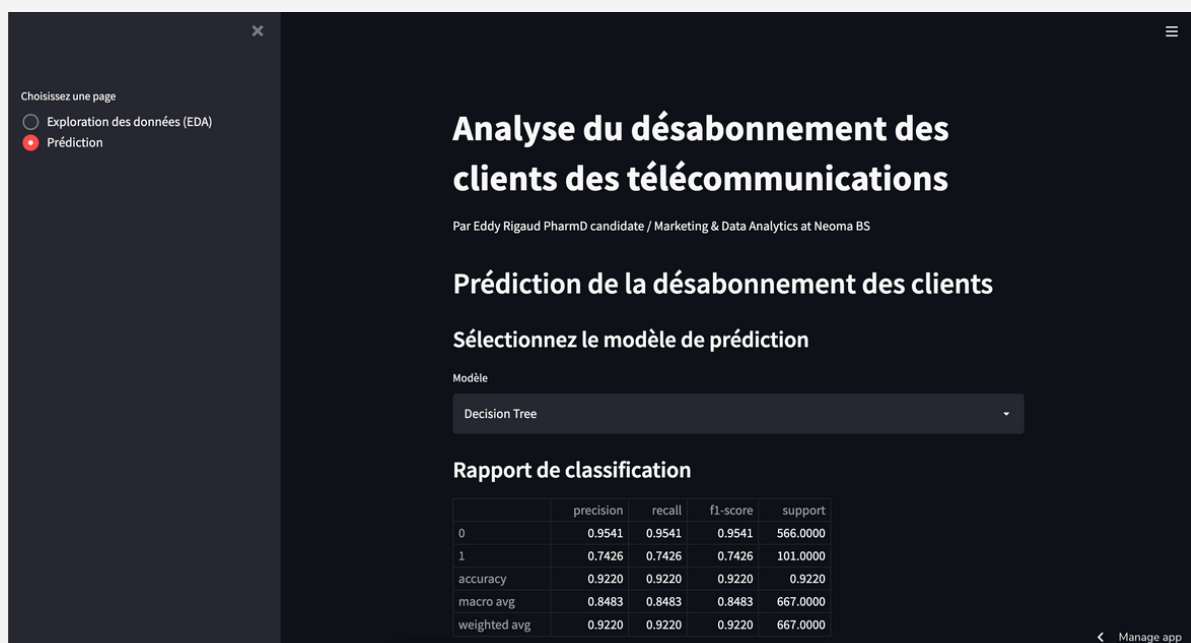 Choisissez une page
Exploration des données (EDA)
Prédiction
Analyse du désabonnement des
clients des télécommunications
Par Eddy Rigaud PharmD candidate / Marketing & Data Analytics at Neoma BS
Prédiction de la désabonnement des clients
Sélectionnez le modèle de prédiction
Modèle
Decision Tree
Rapport de classification
precision recall f1-score support
0 0.9541 0.9541 0.9541 566.0000
1 0.7426 0.7426 0.7426 101.0000
accuracy 0.9220 0.9220 0.9220 0.9220
macro avg 0.8483 0.8483 0.8483 667.0000
weighted avg 0.9220 0.9220 0.9220 667.0000
Manage app